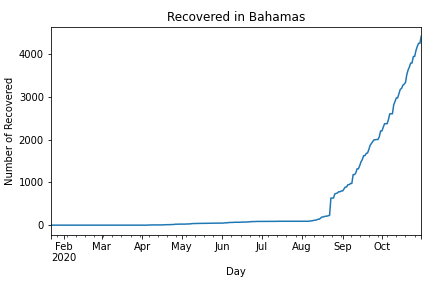 Recovered in Bahamas
Number of Recovered
4000
3000
2000
1000
0
Feb Mar Apr May Jun Jul Aug Sep Oct
2020
Day